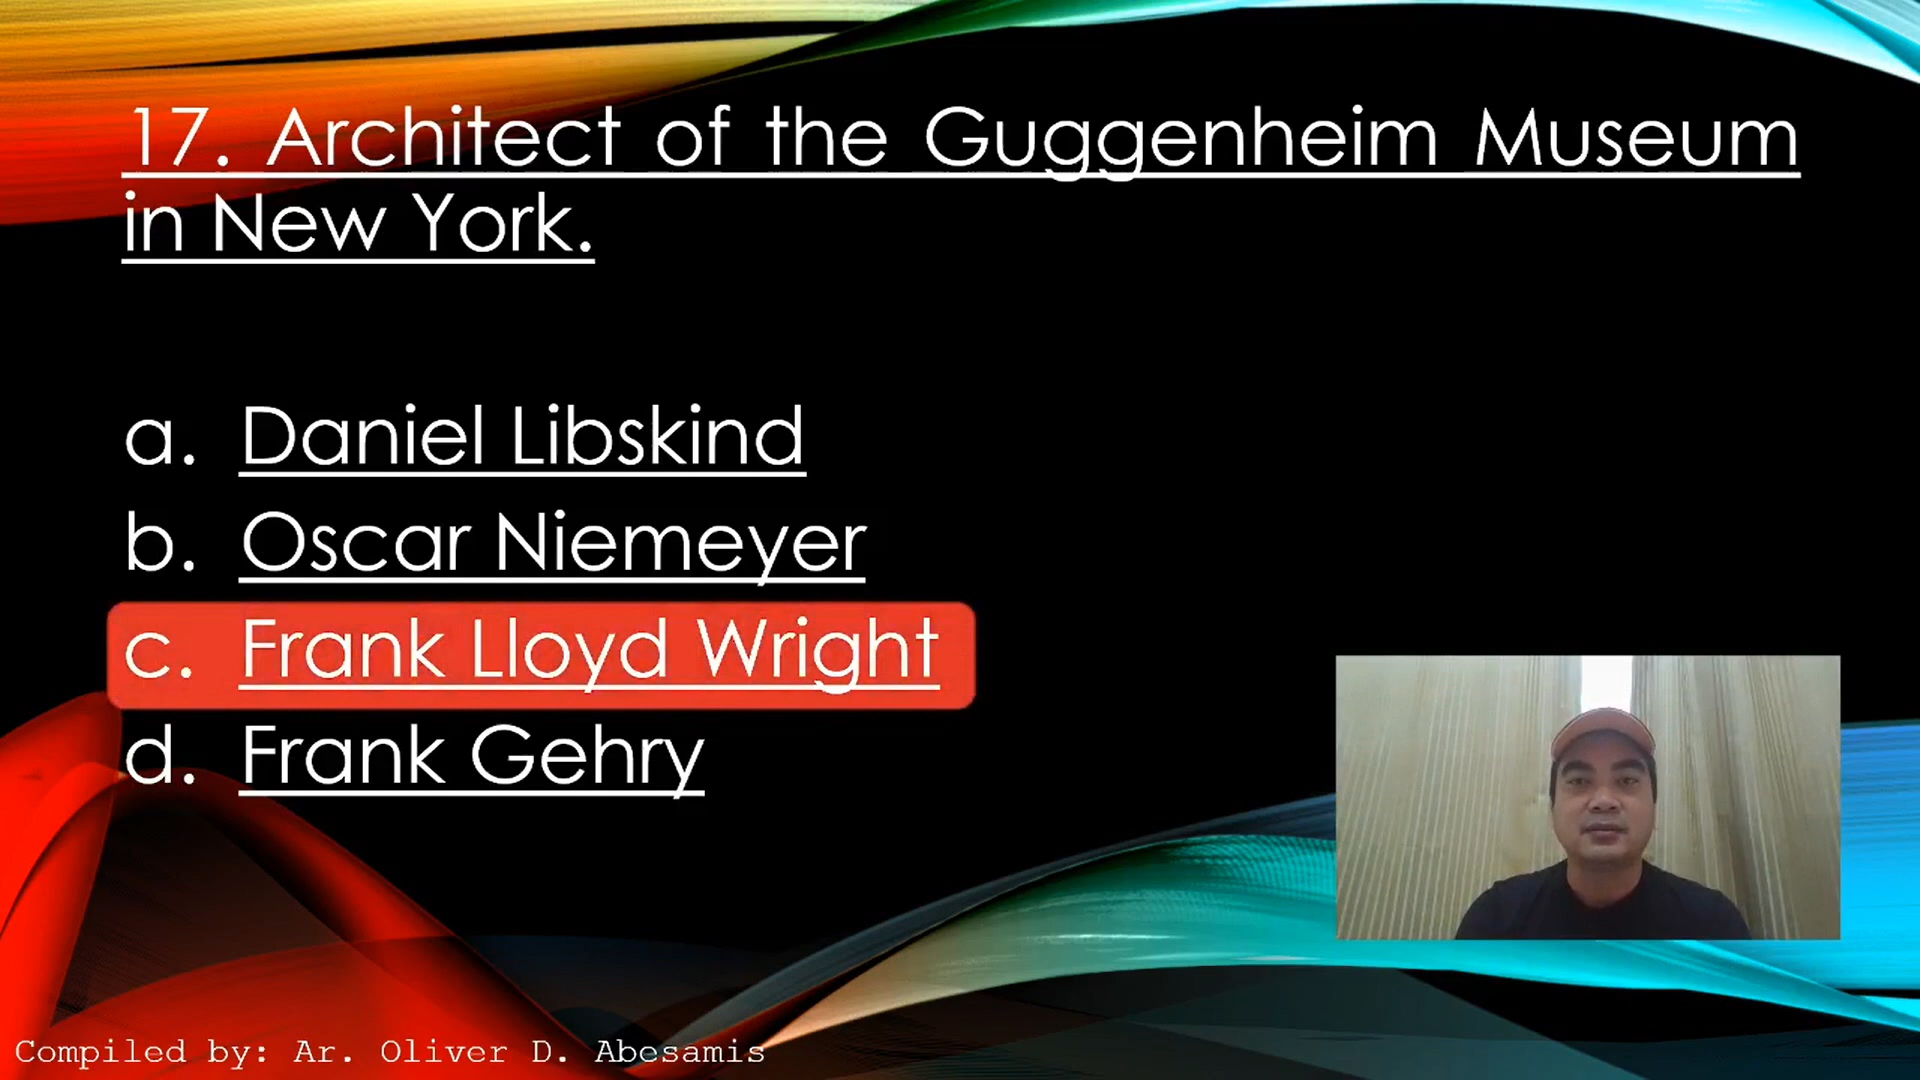 17. Architect of the Guggenheim Museum
in New York.
a. Daniel Libskind
b. Oscar Niemeyer
c. Frank Lloyd Wright
d. Frank Gehry
Compiled by: Ar. Oliver D. Abesamis